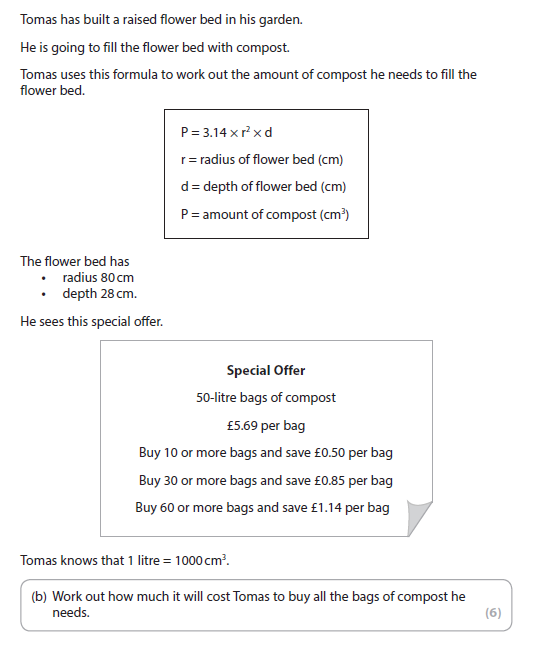 Tomas has built a raised flower bed in his garden.
He is going to fill the flower bed with compost.
Tomas uses this formula to work out the amount of compost he needs to fill the
flower bed.
P = 3.14 × r² × d
r = radius of flower bed (cm)
d = depth of flower bed (cm)
P = amount of compost (cm³)
The flower bed has
• radius 80 cm
• depth 28 cm.
He sees this special offer.
Special Offer
50-litre bags of compost
£5.69 per bag
Buy 10 or more bags and save £0.50 per bag
Buy 30 or more bags and save £0.85 per bag
Buy 60 or more bags and save £1.14 per bag
Tomas knows that 1 litre = 1000 cm³.
(b) Work out how much it will cost Tomas to buy all the bags of compost he
needs.
(6)